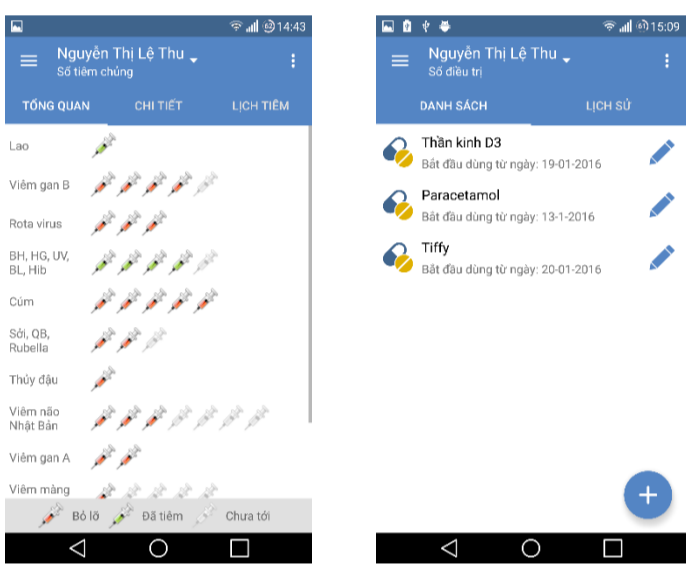 14:43
Nguyễn Thị Lệ Thu
Sổ tiêm chủng
TỔNG QUAN CHI TIẾT LỊCH TIÊM
Lao
Viêm gan B
Rota virus
BH, HG, UV,
BL, Hib
Cúm
Sởi, QB,
Rubella
Thủy đậu
Viêm não
Nhật Bản
Viêm gan A
Viêm màng
Bỏ lỡ Đã tiêm Chưa tới
15:09
Nguyễn Thị Lệ Thu
Sổ điều trị
DANH SÁCH LỊCH SỬ
Thần kinh D3
Bắt đầu dùng từ ngày: 19-01-2016
Paracetamol
Bắt đầu dùng từ ngày: 13-1-2016
Tiffy
Bắt đầu dùng từ ngày: 20-01-2016